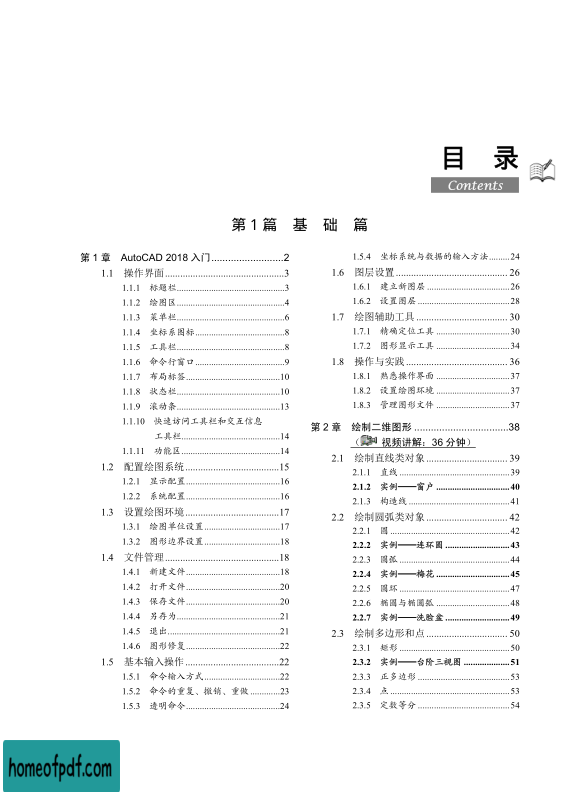 目 录
Contents
第 1 篇 基 础 篇
第 1 章 AutoCAD 2018 入门..........................2
1.1 操作界面..........................3
1.1.1 标题栏..........................3
1.1.2 绘图区..........................4
1.1.3 菜单栏..........................6
1.1.4 坐标系图标..........................8
1.1.5 工具栏..........................8
1.1.6 命令行窗口..........................9
1.1.7 布局标签..........................10
1.1.8 状态栏..........................10
1.1.9 滚动条..........................13
1.1.10 快速访问工具栏和交互信息
工具栏..........................14
1.1.11 功能区..........................14
1.2 配置绘图系统..........................15
1.2.1 显示配置..........................16
1.2.2 系统配置..........................16
1.3 设置绘图环境..........................17
1.3.1 绘图单位设置..........................17
1.3.2 图形边界设置..........................18
1.4 文件管理..........................18
1.4.1 新建文件..........................18
1.4.2 打开文件..........................20
1.4.3 保存文件..........................20
1.4.4 另存为..........................21
1.4.5 退出..........................21
1.4.6 图形修复..........................22
1.5 基本输入操作..........................22
1.5.1 命令输入方式..........................22
1.5.2 命令的重复、撤销、重做.............23
1.5.3 透明命令..........................24
1.5.4 坐标系统与数据的输入方法.........24
1.6 图层设置..........................26
1.6.1 建立新图层..........................26
1.6.2 设置图层..........................28
1.7 绘图辅助工具..........................30
1.7.1 精确定位工具..........................30
1.7.2 图形显示工具..........................34
1.8 操作与实践..........................36
1.8.1 熟悉操作界面..........................37
1.8.2 设置绘图环境..........................37
1.8.3 管理图形文件..........................37
第 2 章 绘制二维图形..........................38
（ 视频讲解：36 分钟）
2.1 绘制直线类对象..........................39
2.1.1 直线..........................39
2.1.2 实例——窗户..........................40
2.1.3 构造线..........................41
2.2 绘制圆弧类对象..........................42
2.2.1 圆..........................42
2.2.2 实例——连环圆..........................43
2.2.3 圆弧..........................44
2.2.4 实例——梅花..........................45
2.2.5 圆环..........................47
2.2.6 椭圆与椭圆弧..........................48
2.2.7 实例——洗脸盆..........................49
2.3 绘制多边形和点..........................50
2.3.1 矩形..........................50
2.3.2 实例——台阶三视图....................51
2.3.3 正多边形..........................53
2.3.4 点..........................53
2.3.5 定数等分..........................54
homeofpdf.com